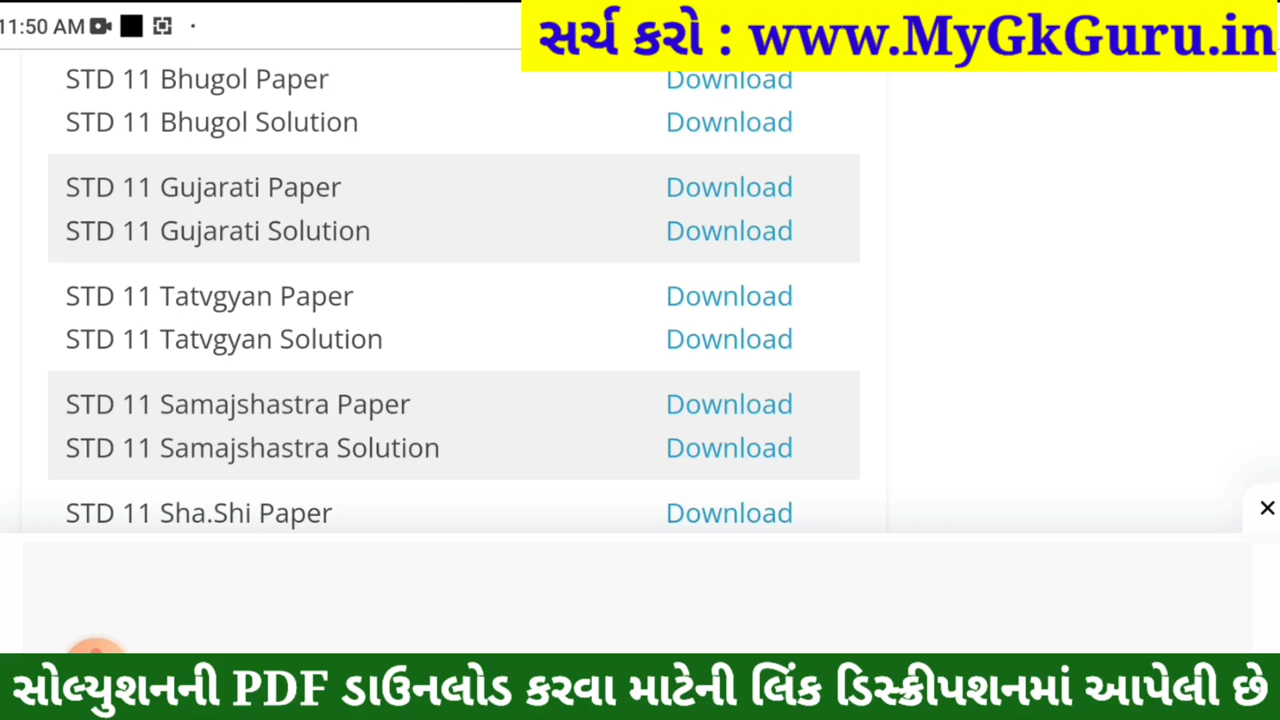 11:50 AM
સર્ચ કરો : www.MyGkGuru.in
STD 11 Bhugol Paper Download
STD 11 Bhugol Solution Download
STD 11 Gujarati Paper Download
STD 11 Gujarati Solution Download
STD 11 Tatvgyan Paper Download
STD 11 Tatvgyan Solution Download
STD 11 Samajshastra Paper Download
STD 11 Samajshastra Solution Download
STD 11 Sha.Shi Paper Download
સોલ્યુશનની PDF ડાઉનલોડ કરવા માટેની લિંક ડિસ્ક્રીપશનમાં આપેલી છે